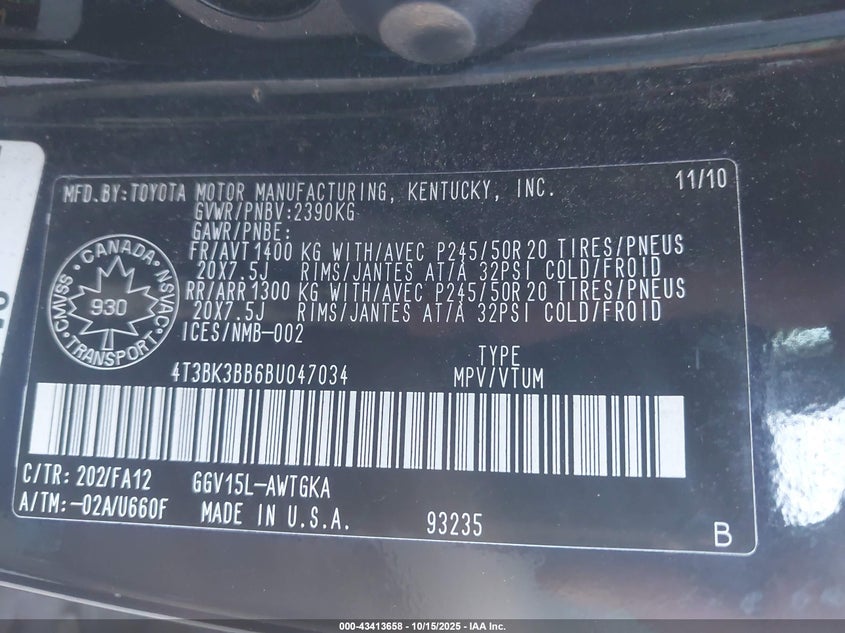 MFD.BY:TOYOTA MOTOR MANUFACTURING, KENTUCKY, INC. 11/10
GVWR/PNBV:2390KG
GAWR/PNBE:
FR/AVT 1400 KG WITH/AVEC P245/50R20 TIRES/PNEUS
20X7.5J RIMS/JANTES AT/À 32PSI COLD/FROID
RR/ARR 1300 KG WITH/AVEC P245/50R20 TIRES/PNEUS
20X7.5J RIMS/JANTES AT/À 32PSI COLD/FROID
ICES/NMB-002
CANADA
CMVSS 930 NSVAC
TRANSPORT
TYPE
4T3BK3BB6BU047034 MPV/VTUM
C/TR: 202/FA12 GGV15L-AWTGKA
A/TM:-02A/U660F MADE IN U.S.A. 93235 B
000-43413658 - 10/15/2025 - IAA Inc.